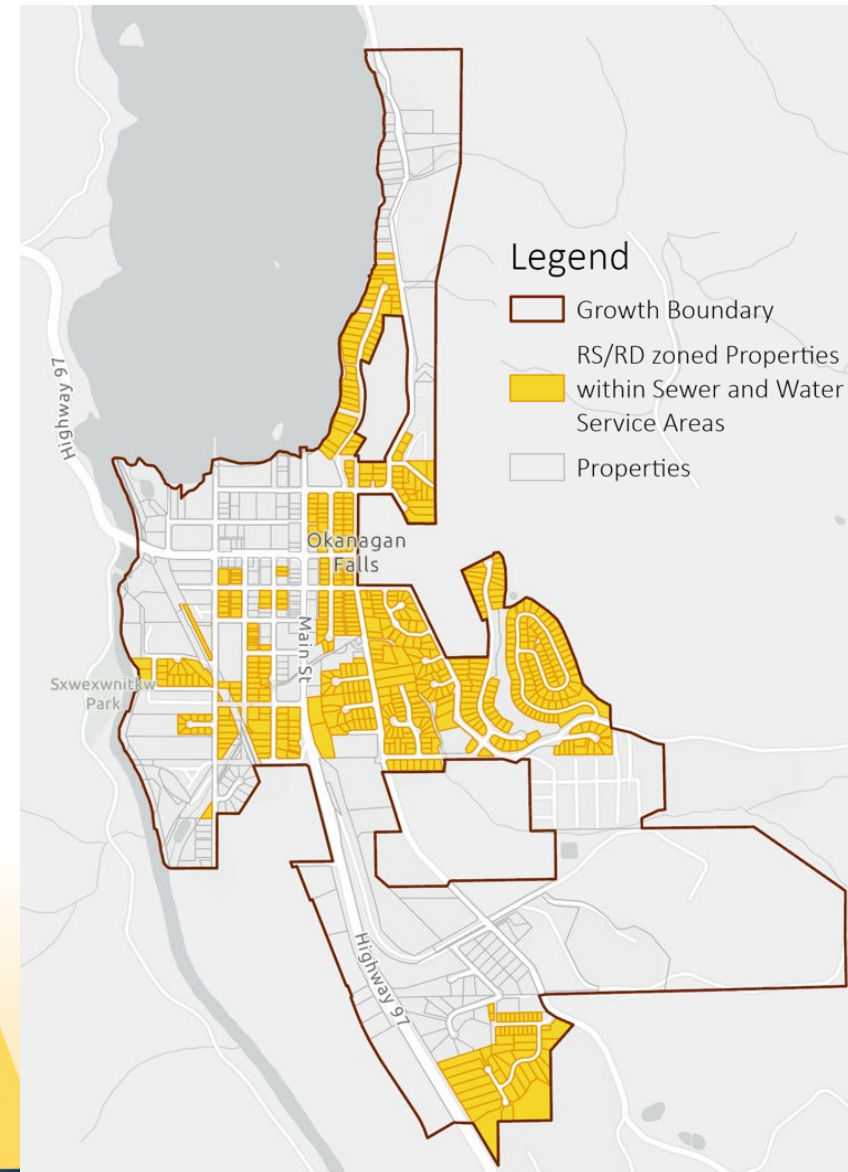 Legend
Growth Boundary
RS/RD zoned Properties
within Sewer and Water
Service Areas
Properties
Highway 97
Okanagan
Falls
Main St
Sxwexwnitkw
Park
Highway 97